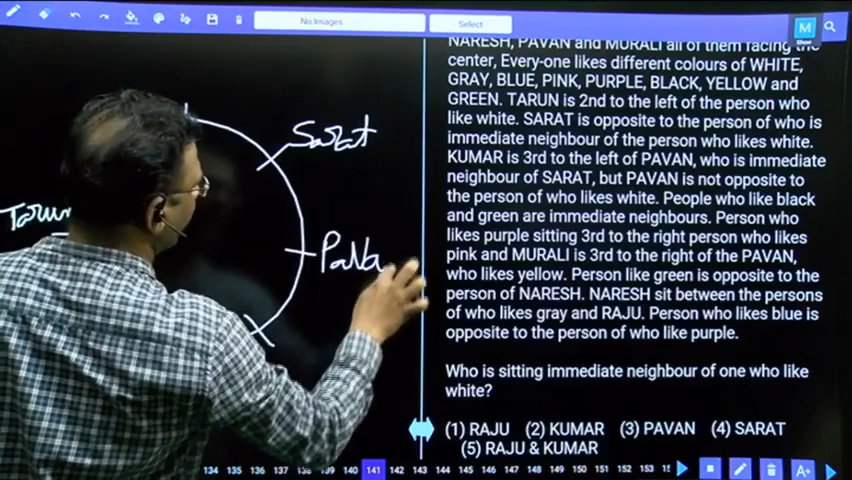 No Images
Select
M
Show
NARESH, PAVAN and MURALI all of them facing the
center, Every-one likes different colours of WHITE,
GRAY, BLUE, PINK, PURPLE, BLACK, YELLOW and
GREEN. TARUN is 2nd to the left of the person who
like white. SARAT is opposite to the person of who is
immediate neighbour of the person who likes white.
KUMAR is 3rd to the left of PAVAN, who is immediate
neighbour of SARAT, but PAVAN is not opposite to
the person of who likes white. People who like black
and green are immediate neighbours. Person who
likes purple sitting 3rd to the right person who likes
pink and MURALI is 3rd to the right of the PAVAN,
who likes yellow. Person like green is opposite to the
person of NARESH. NARESH sit between the persons
of who likes gray and RAJU. Person who likes blue is
opposite to the person of who like purple.
Who is sitting immediate neighbour of one who like
white?
(1) RAJU (2) KUMAR (3) PAVAN (4) SARAT
(5) RAJU & KUMAR
Sarat
PaVa
Tarun
134 135 136 137 138 139 140 141 142 143 144 145 146 147 148 149 150 151 152 153
A+